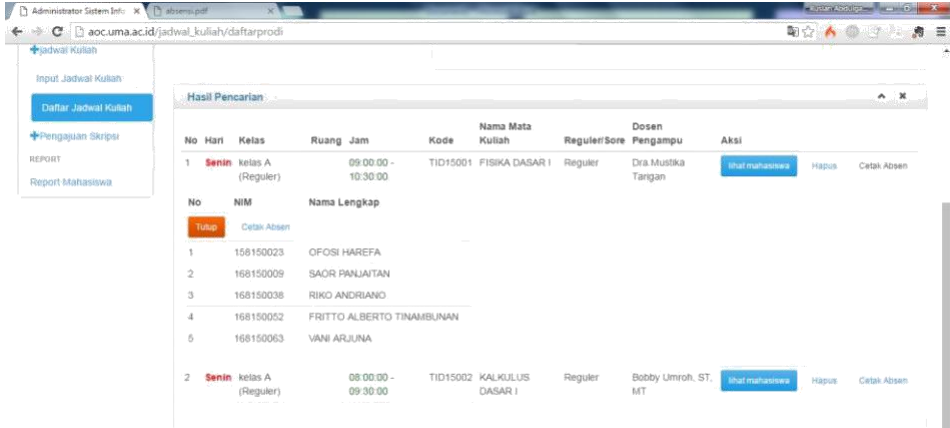 Administrator Sistem Info
absensi.pdf
aoc.uma.ac.id/jadwal_kuliah/daftarprodi
jadwal Kuliah
Input Jadwal Kuliah
Daftar Jadwal Kuliah
Pengajuan Skripsi
REPORT
Report Mahasiswa
Hasil Pencarian
No Hari Kelas Ruang Jam Kode Nama Mata Kuliah Reguler/Sore Dosen Pengampu Aksi
1 Senin kelas A (Reguler) 09:00:00 - 10:30:00 TID15001 FISIKA DASAR I Reguler Dra Mustika Tarigan lihat mahasiswa Hapus Cetak Absen
No NIM Nama Lengkap
Tutup Cetak Absen
1 158150023 OFOSI HAREFA
2 168150009 SAOR PANJAITAN
3 168150038 RIKO ANDRIANO
4 168150052 FRITTO ALBERTO TINAMBUNAN
5 168150063 VANI ARJUNA
2 Senin kelas A (Reguler) 08:00:00 - 09:30:00 TID15002 KALKULUS DASAR I Reguler Bobby Umroh, ST, MT lihat mahasiswa Hapus Cetak Absen